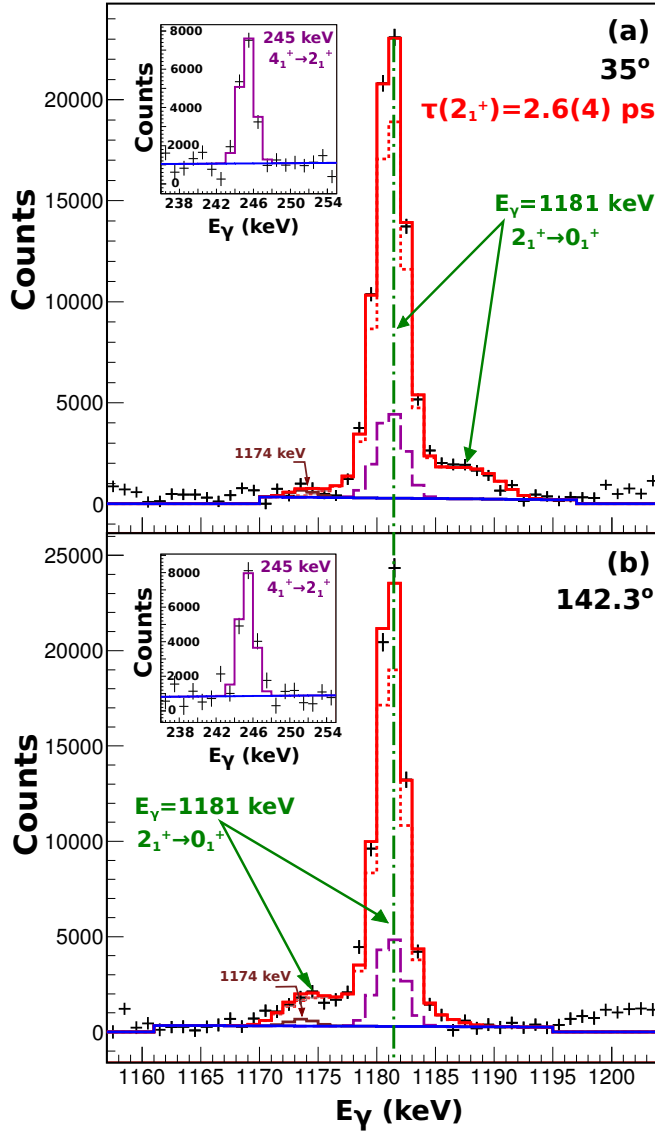 (a)
35°
τ(2₁⁺)=2.6(4) ps
Eγ=1181 keV
2₁⁺→0₁⁺
1174 keV
Counts
20000
15000
10000
5000
0
245 keV
4₁⁺→2₁⁺
Counts
8000
6000
4000
2000
0
238 242 246 250 254
Eγ (keV)
(b)
142.3°
Eγ=1181 keV
2₁⁺→0₁⁺
1174 keV
Counts
25000
20000
15000
10000
5000
0
245 keV
4₁⁺→2₁⁺
Counts
8000
6000
4000
2000
0
238 242 246 250 254
Eγ (keV)
1160 1165 1170 1175 1180 1185 1190 1195 1200
Eγ (keV)